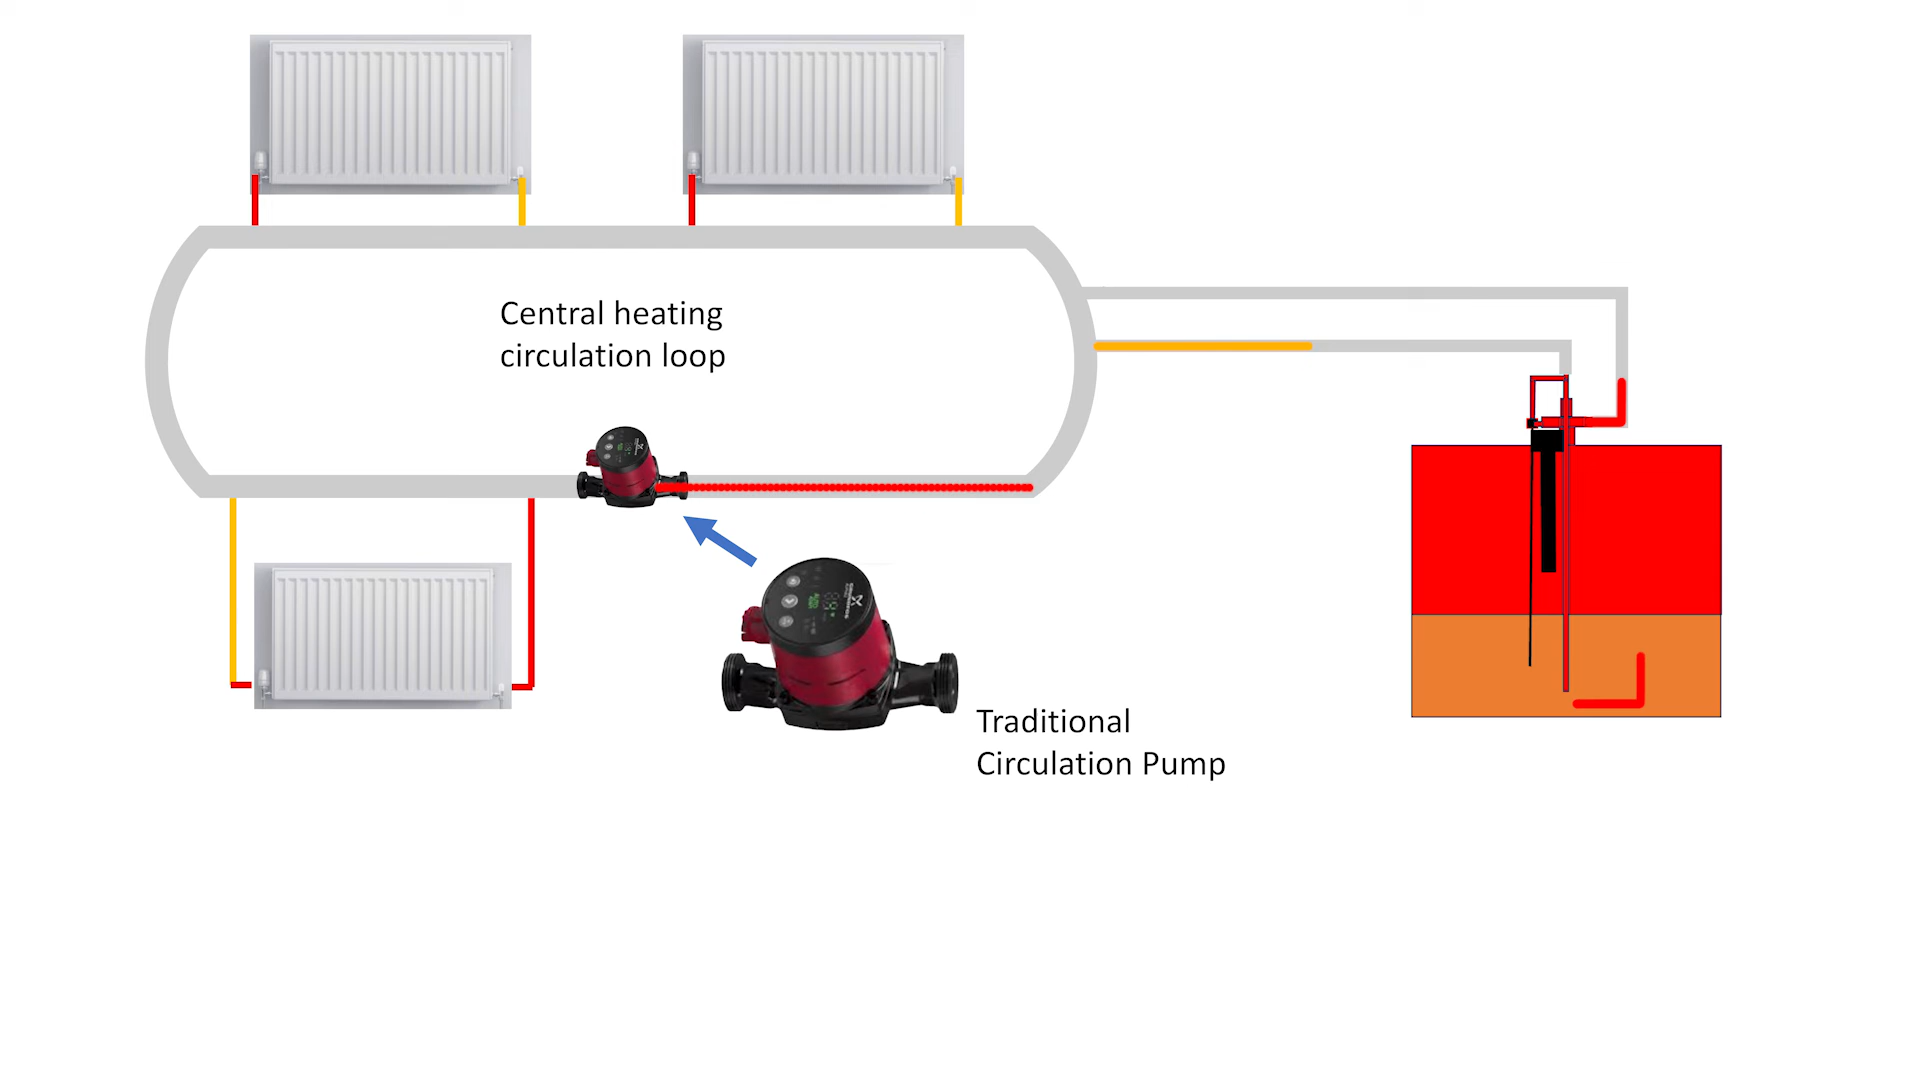 Central heating
circulation loop
Traditional
Circulation Pump